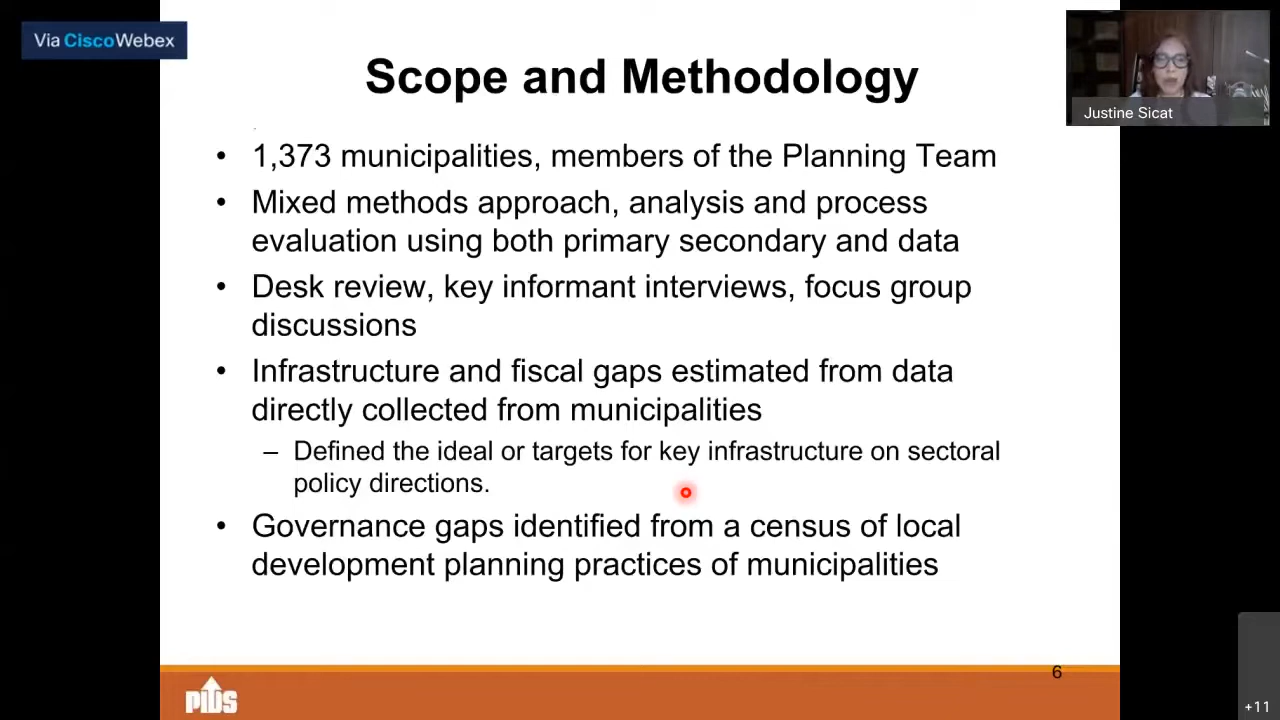 Via CiscoWebex
Scope and Methodology
Justine Sicat
• 1,373 municipalities, members of the Planning Team
• Mixed methods approach, analysis and process
evaluation using both primary secondary and data
• Desk review, key informant interviews, focus group
discussions
• Infrastructure and fiscal gaps estimated from data
directly collected from municipalities
– Defined the ideal or targets for key infrastructure on sectoral
policy directions.
• Governance gaps identified from a census of local
development planning practices of municipalities
6
PIDS
+11